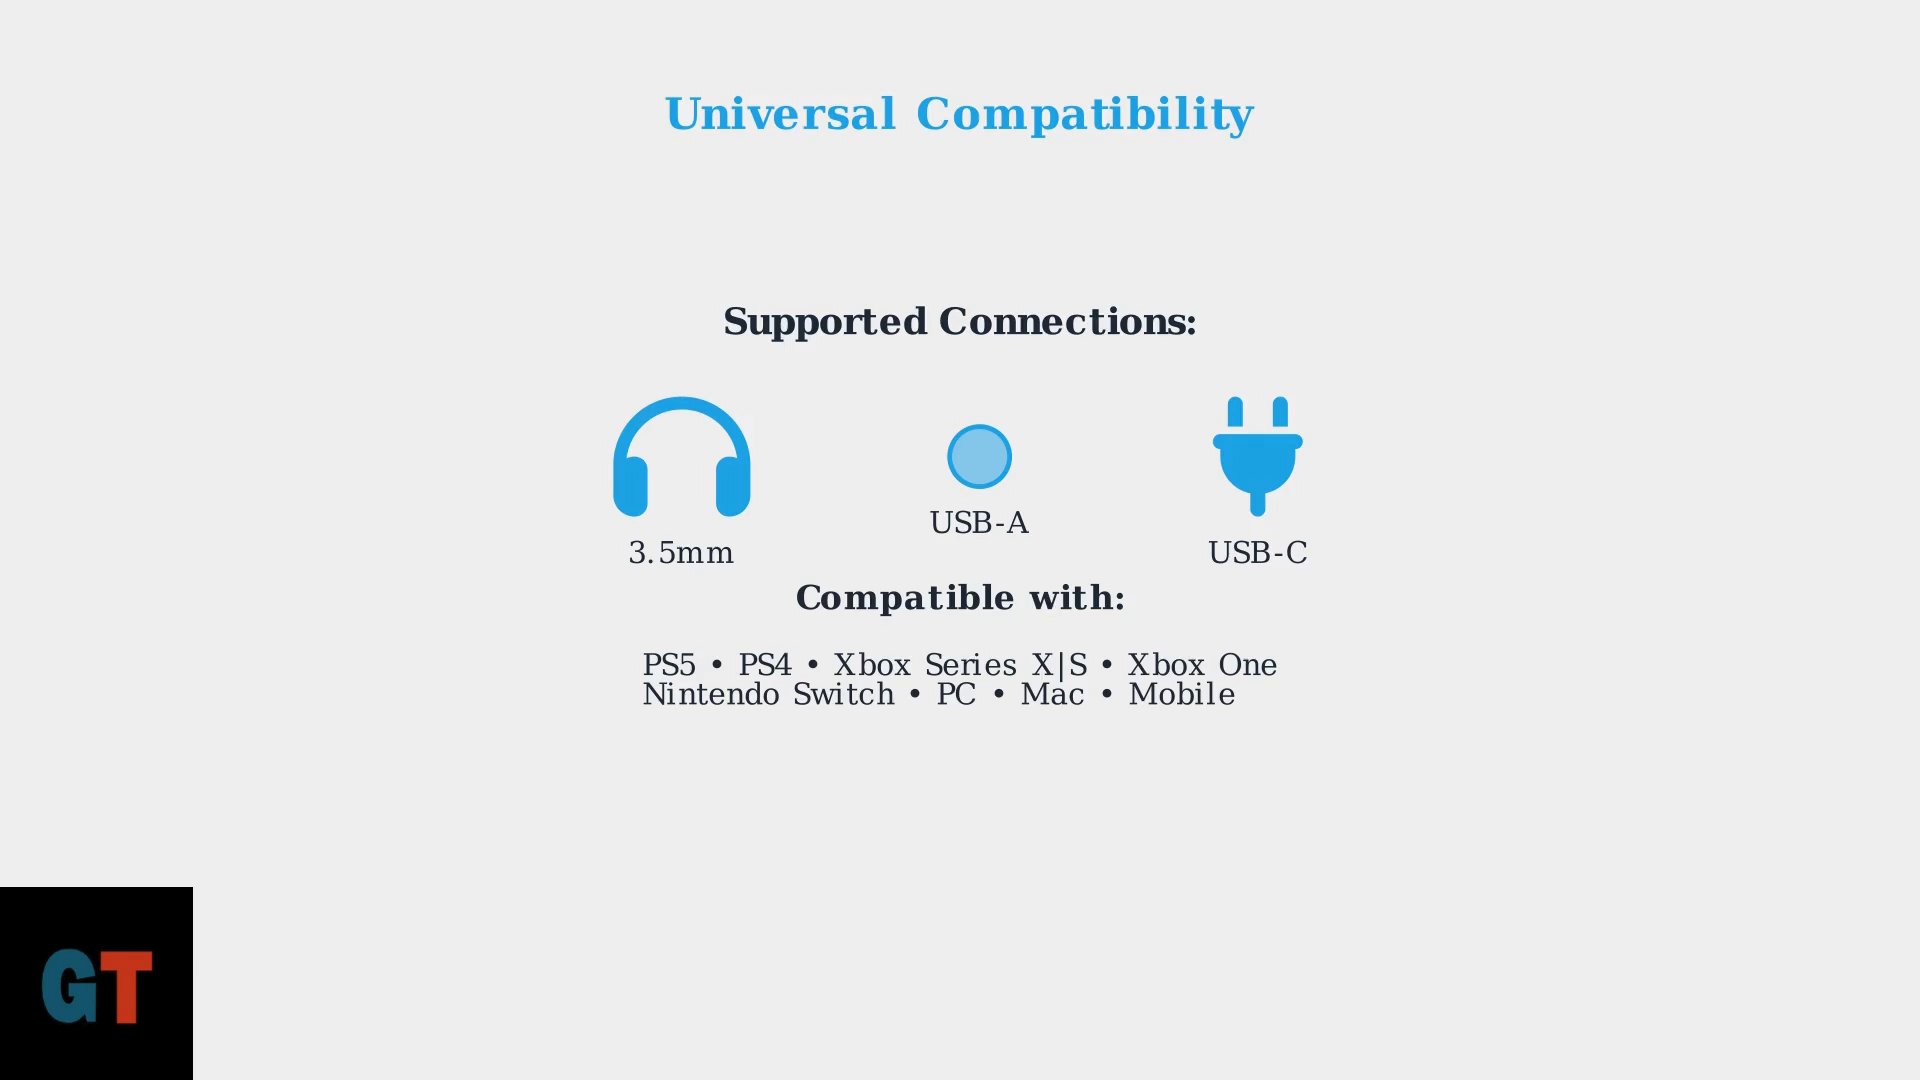 Universal Compatibility
Supported Connections:
3.5mm
USB-A
USB-C
Compatible with:
PS5 • PS4 • Xbox Series X|S • Xbox One
Nintendo Switch • PC • Mac • Mobile
GT